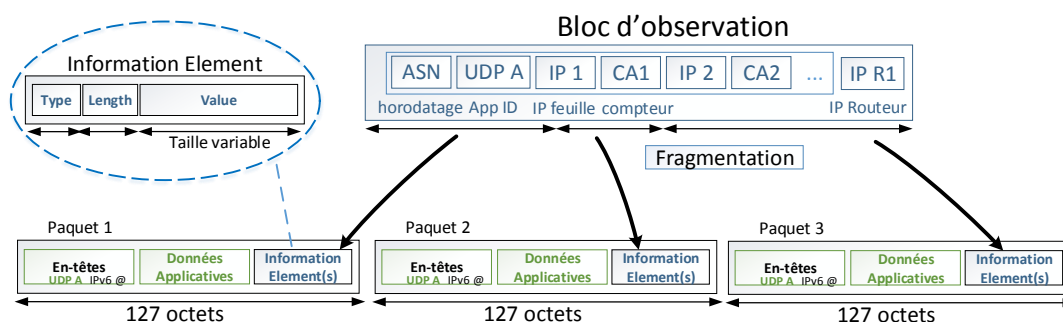 Bloc d'observation
Information Element
Type Length Value
Taille variable
ASN UDP A IP 1 CA1 IP 2 CA2 ... IP R1
horodatage App ID IP feuille compteur IP Routeur
Fragmentation
Paquet 1
En-têtes
UDP A IPv6 @
Données
Applicatives
Information
Element(s)
127 octets
Paquet 2
En-têtes
UDP A IPv6 @
Données
Applicatives
Information
Element(s)
127 octets
Paquet 3
En-têtes
UDP A IPv6 @
Données
Applicatives
Information
Element(s)
127 octets